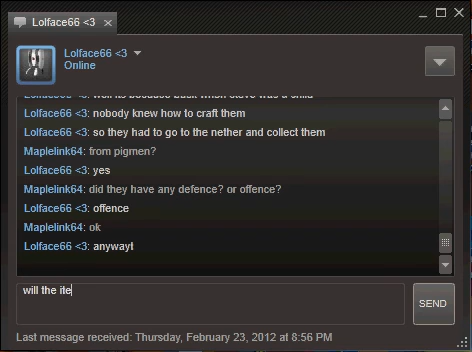 Lolface66 <3
Lolface66 <3
Online
Lolface66 <3: nobody knew how to craft them
Lolface66 <3: so they had to go to the nether and collect them
Maplelink64: from pigmen?
Lolface66 <3: yes
Maplelink64: did they have any defence? or offence?
Lolface66 <3: offence
Maplelink64: ok
Lolface66 <3: anywayt
will the ite
SEND
Last message received: Thursday, February 23, 2012 at 8:56 PM